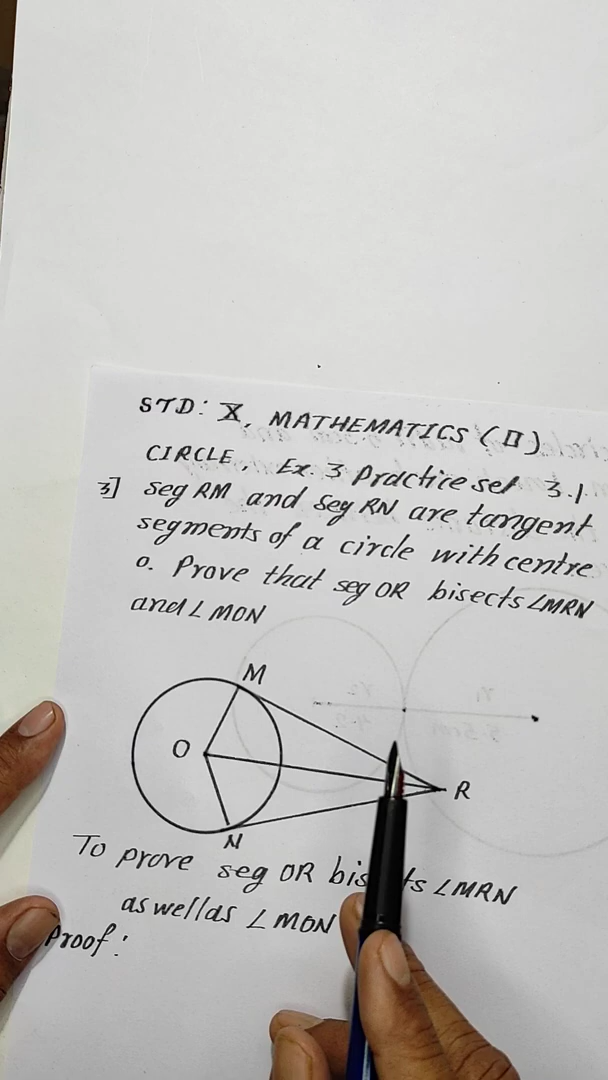 STD: X, MATHEMATICS (II)
CIRCLE, Ex. 3 Practice set 3.1
3] seg RM and seg RN are tangent
segments of a circle with centre
O. Prove that seg OR bisects ∠MRN
and ∠MON
M
O
R
N
To prove seg OR bis ts ∠MRN
as well as ∠MON
Proof: